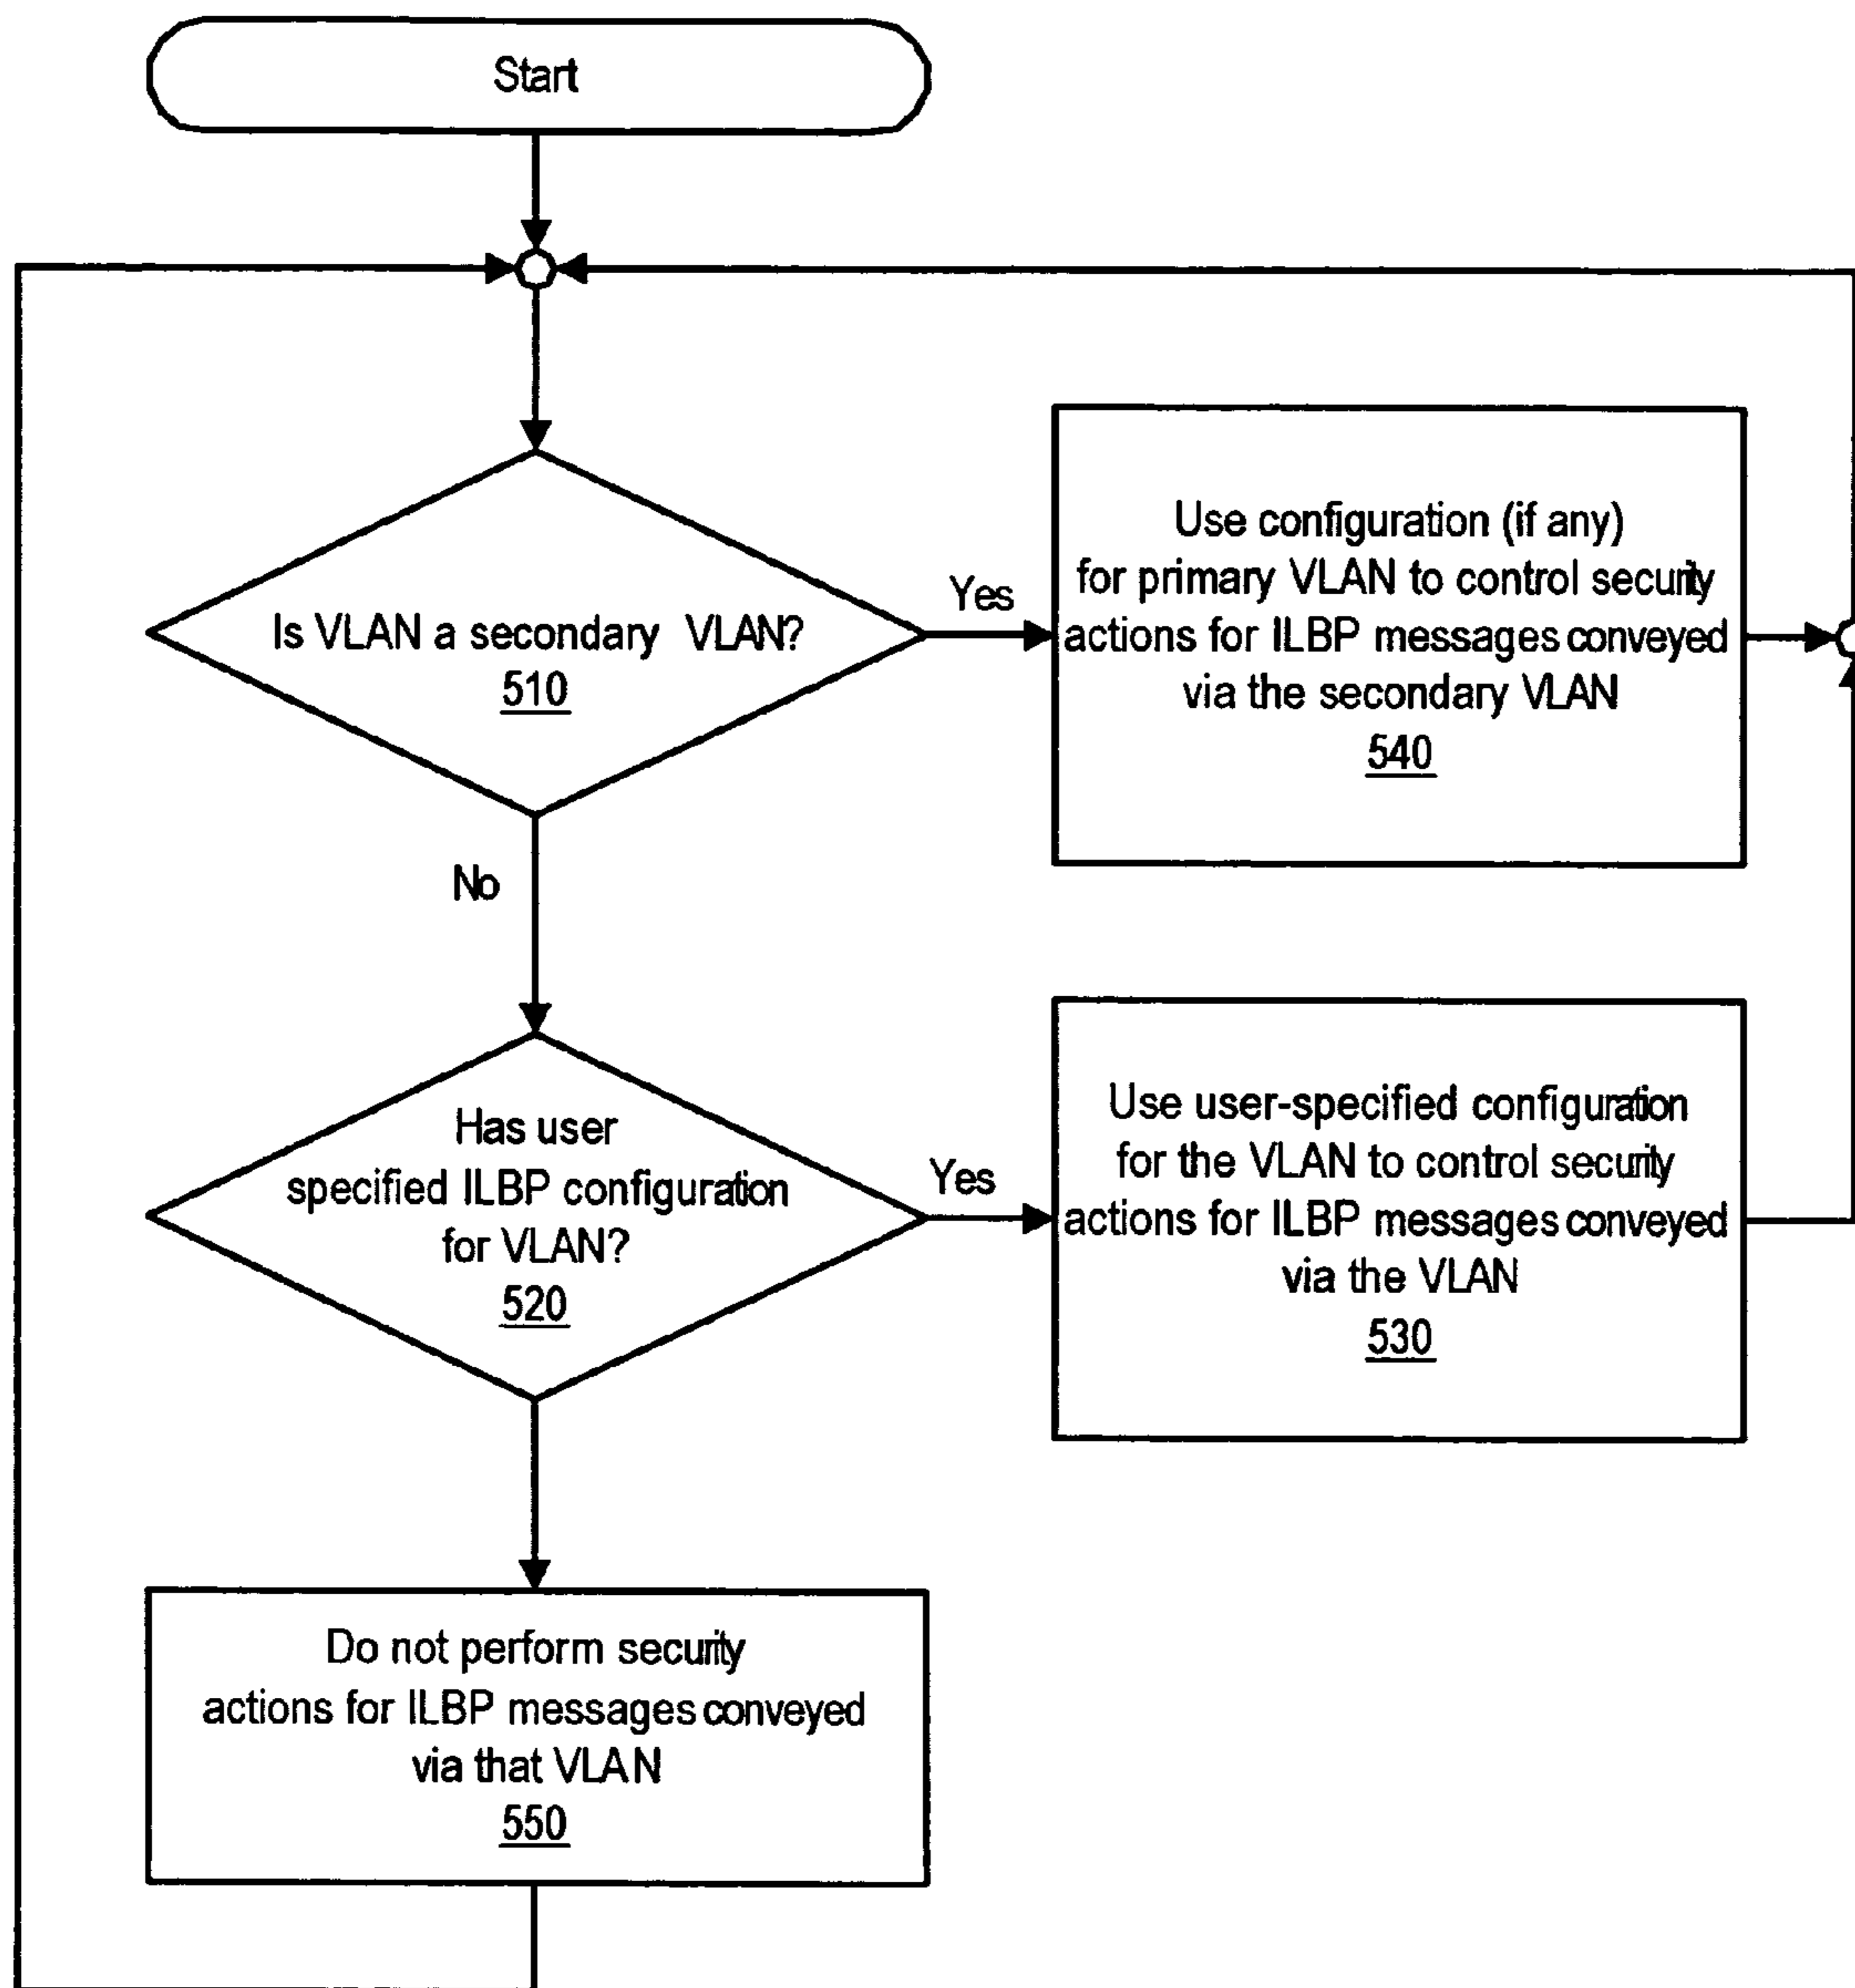 Start
Is VLAN a secondary VLAN?
510
Yes
Use configuration (if any)
for primary VLAN to control security
actions for ILBP messages conveyed
via the secondary VLAN
540
No
Has user
specified ILBP configuration
for VLAN?
520
Yes
Use user-specified configuration
for the VLAN to control security
actions for ILBP messages conveyed
via the VLAN
530
Do not perform security
actions for ILBP messages conveyed
via that VLAN
550